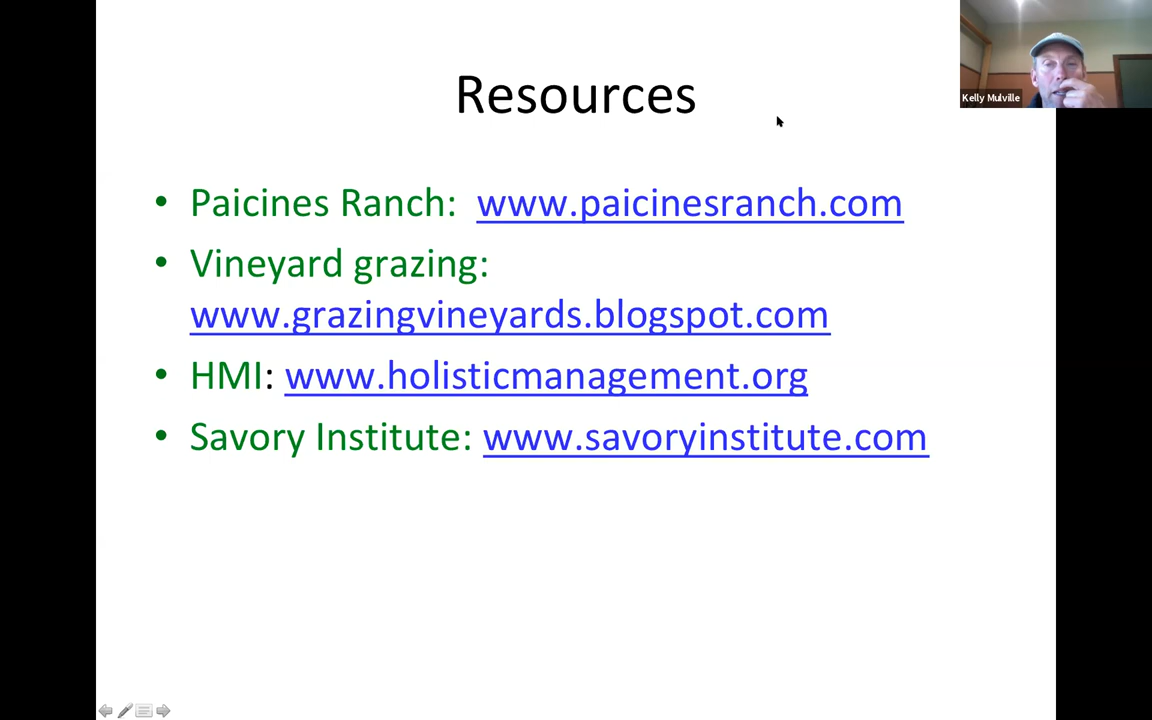 Resources
Kelly Mulville
• Paicines Ranch:  www.paicinesranch.com
• Vineyard grazing:
www.grazingvineyards.blogspot.com
• HMI: www.holisticmanagement.org
• Savory Institute: www.savoryinstitute.com